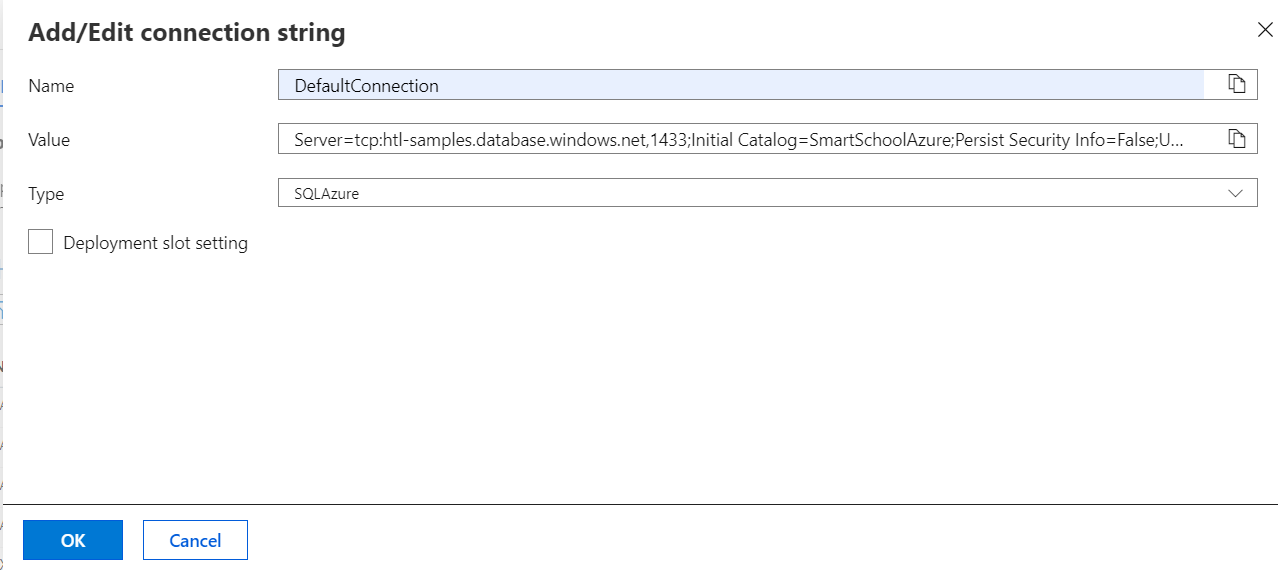 Add/Edit connection string
Name
DefaultConnection
Value
Server=tcp:htl-samples.database.windows.net,1433;Initial Catalog=SmartSchoolAzure;Persist Security Info=False;U...
Type
SQLAzure
Deployment slot setting
OK
Cancel